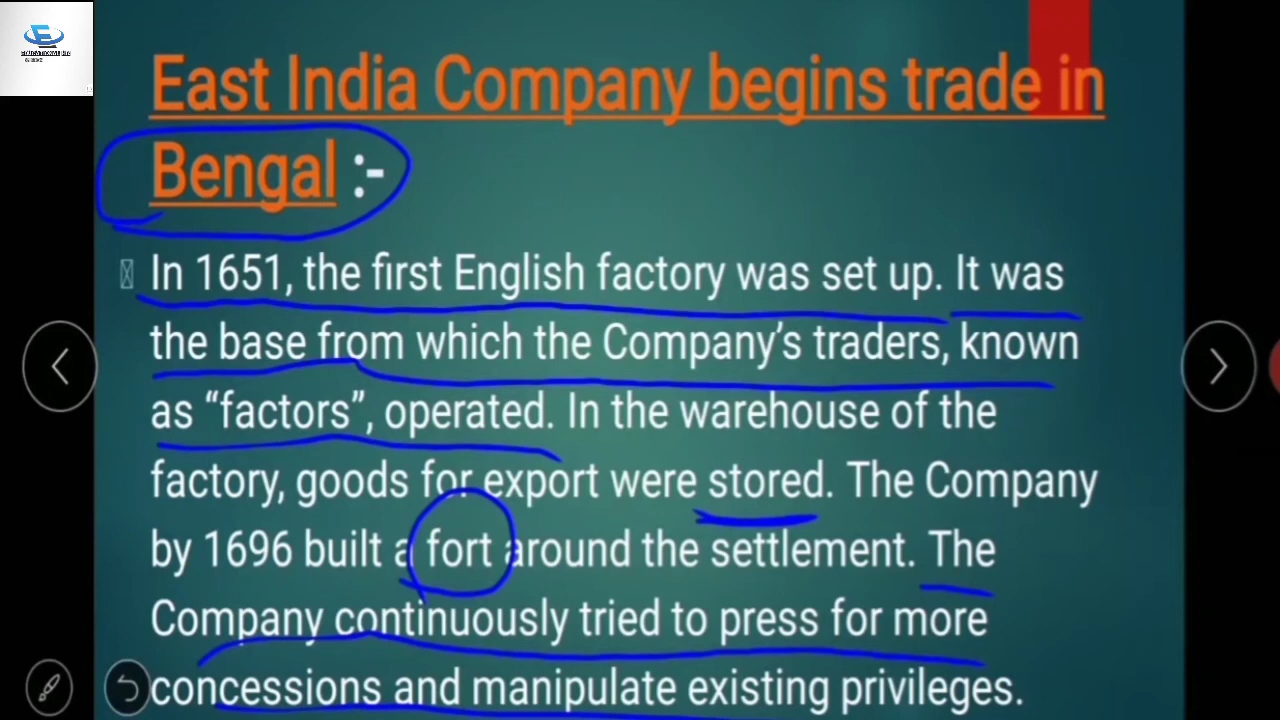 East India Company begins trade in
Bengal :-
In 1651, the first English factory was set up. It was
the base from which the Company’s traders, known
as “factors”, operated. In the warehouse of the
factory, goods for export were stored. The Company
by 1696 built a fort around the settlement. The
Company continuously tried to press for more
concessions and manipulate existing privileges.